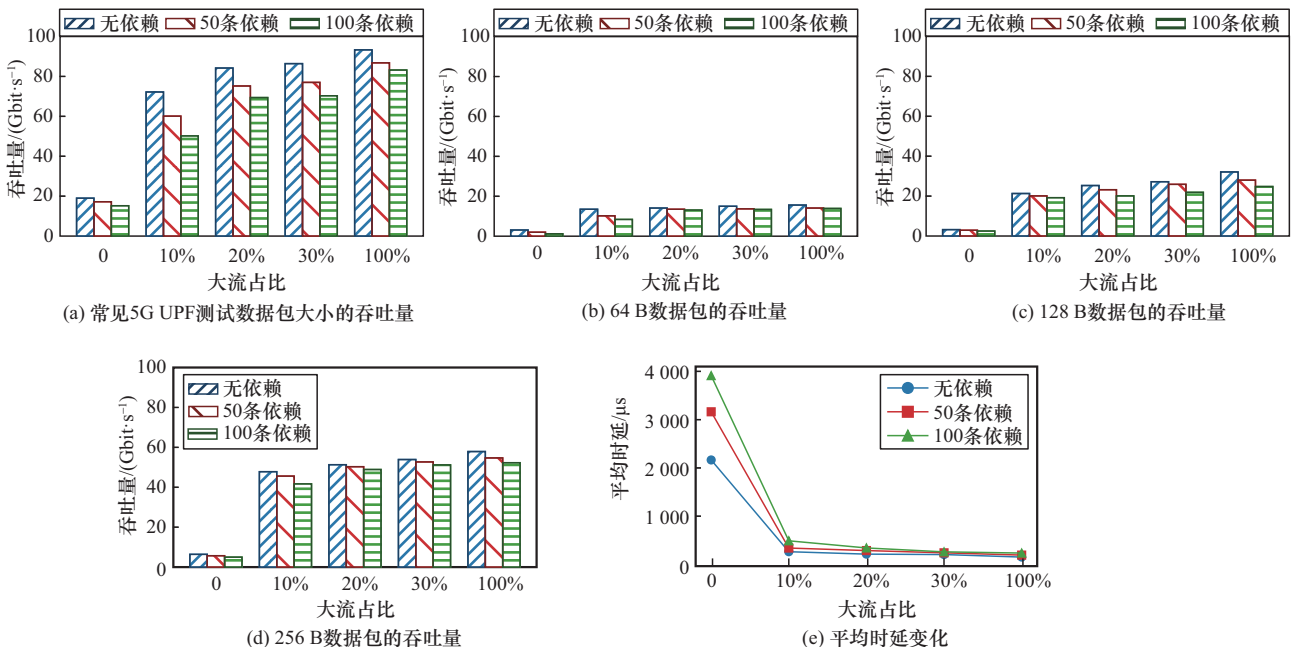 无依赖 50条依赖 100条依赖
100
80
60
40
20
0
吞吐量/(Gbit·s⁻¹)
0 10% 20% 30% 100%
大流占比
(a) 常见5G UPF测试数据包大小的吞吐量
无依赖 50条依赖 100条依赖
100
80
60
40
20
0
吞吐量/(Gbit·s⁻¹)
0 10% 20% 30% 100%
大流占比
(b) 64 B数据包的吞吐量
无依赖 50条依赖 100条依赖
100
80
60
40
20
0
吞吐量/(Gbit·s⁻¹)
0 10% 20% 30% 100%
大流占比
(c) 128 B数据包的吞吐量
无依赖
50条依赖
100条依赖
100
80
60
40
20
0
吞吐量/(Gbit·s⁻¹)
0 10% 20% 30% 100%
大流占比
(d) 256 B数据包的吞吐量
无依赖
50条依赖
100条依赖
4 000
3 000
2 000
1 000
0
平均时延/μs
0 10% 20% 30% 100%
大流占比
(e) 平均时延变化